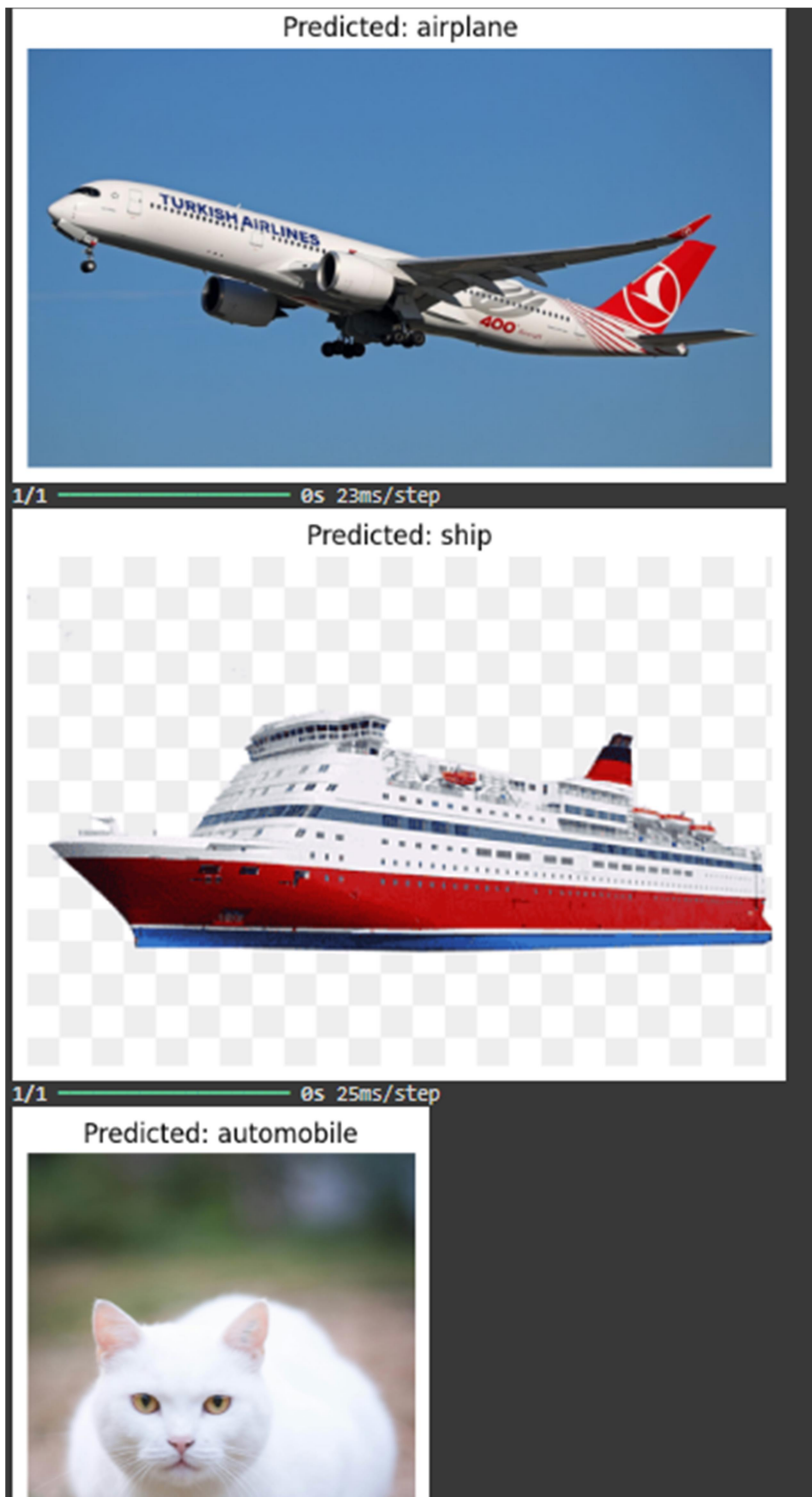 Predicted: airplane
TURKISH AIRLINES
400
1/1 ━━━━━━━━━━━━━━━━━━━━ 0s 23ms/step
Predicted: ship
1/1 ━━━━━━━━━━━━━━━━━━━━ 0s 25ms/step
Predicted: automobile